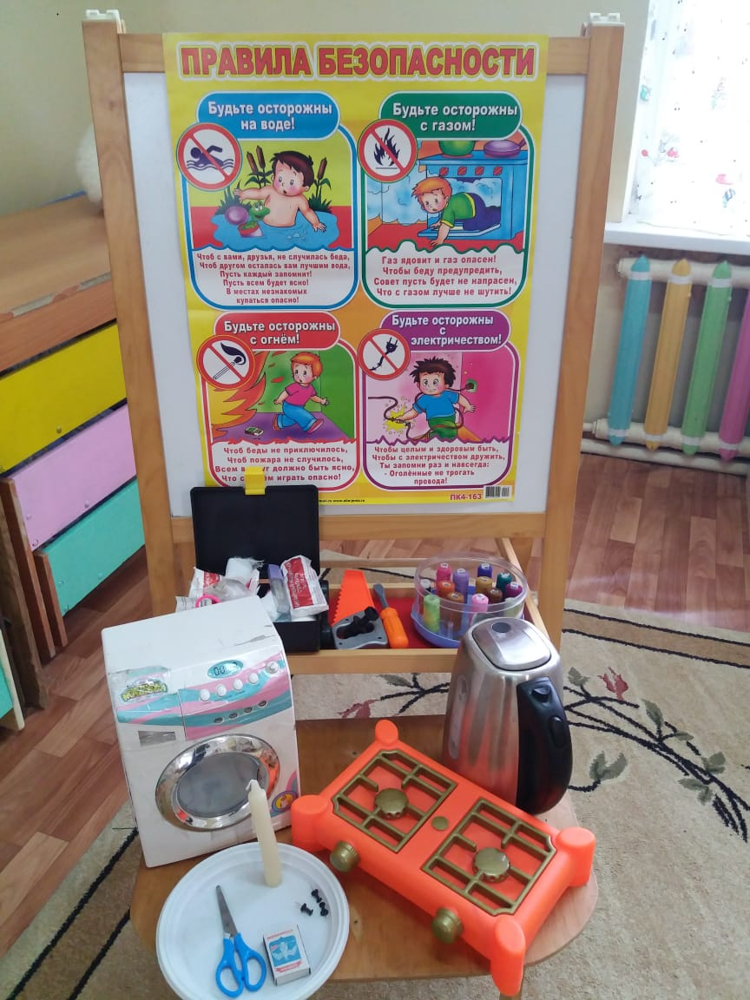 ПРАВИЛА БЕЗОПАСНОСТИ
Будьте осторожны
на воде!
Чтоб с вами, друзья, не случилась беда,
Чтоб другом осталась вам лучшим вода,
Пусть каждый запомнит!
Пусть всем будет ясно!
В местах незнакомых
купаться опасно!
Будьте осторожны
с газом!
Газ ядовит и газ опасен!
Чтобы беду предупредить,
Совет пусть будет не напрасен,
Что с газом лучше не шутить!
Будьте осторожны
с огнём!
Чтоб беды не приключилось,
Чтоб пожара не случилось,
Всем должно быть ясно,
Что играть опасно!
Будьте осторожны
с
электричеством!
Чтобы целым и здоровым быть,
Чтобы с электричеством дружить,
Ты запомни раз и навсегда:
- Оголённые не трогать
провода!
ПК4-163